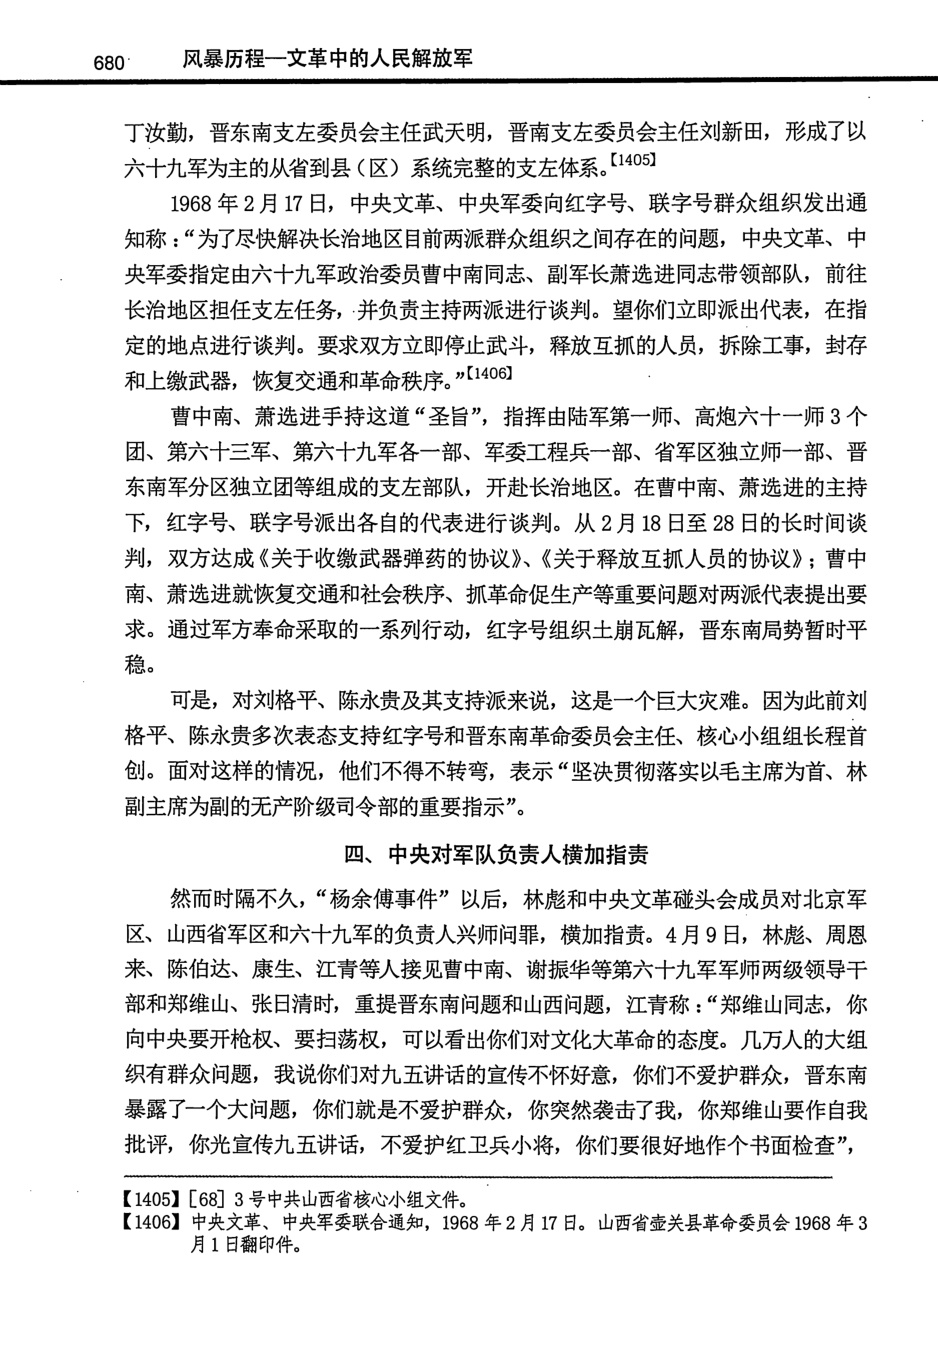 680 风暴历程—文革中的人民解放军
丁汝勤，晋东南支左委员会主任武天明，晋南支左委员会主任刘新田，形成了以
六十九军为主的从省到县（区）系统完整的支左体系。【1405】
1968 年 2 月 17 日，中央文革、中央军委向红字号、联字号群众组织发出通
知称：“为了尽快解决长治地区目前两派群众组织之间存在的问题，中央文革、中
央军委指定由六十九军政治委员曹中南同志、副军长萧选进同志带领部队，前往
长治地区担任支左任务，并负责主持两派进行谈判。望你们立即派出代表，在指
定的地点进行谈判。要求双方立即停止武斗，释放互抓的人员，拆除工事，封存
和上缴武器，恢复交通和革命秩序。”【1406】
曹中南、萧选进手持这道“圣旨”，指挥由陆军第一师、高炮六十一师 3 个
团、第六十三军、第六十九军各一部、军委工程兵一部、省军区独立师一部、晋
东南军分区独立团等组成的支左部队，开赴长治地区。在曹中南、萧选进的主持
下，红字号、联字号派出各自的代表进行谈判。从 2 月 18 日至 28 日的长时间谈
判，双方达成《关于收缴武器弹药的协议》、《关于释放互抓人员的协议》；曹中
南、萧选进就恢复交通和社会秩序、抓革命促生产等重要问题对两派代表提出要
求。通过军方奉命采取的一系列行动，红字号组织土崩瓦解，晋东南局势暂时平
稳。
可是，对刘格平、陈永贵及其支持派来说，这是一个巨大灾难。因为此前刘
格平、陈永贵多次表态支持红字号和晋东南革命委员会主任、核心小组组长程首
创。面对这样的情况，他们不得不转弯，表示“坚决贯彻落实以毛主席为首、林
副主席为副的无产阶级司令部的重要指示”。
四、中央对军队负责人横加指责
然而时隔不久，“杨余傅事件”以后，林彪和中央文革碰头会成员对北京军
区、山西省军区和六十九军的负责人兴师问罪，横加指责。4 月 9 日，林彪、周恩
来、陈伯达、康生、江青等人接见曹中南、谢振华等第六十九军军师两级领导干
部和郑维山、张日清时，重提晋东南问题和山西问题，江青称：“郑维山同志，你
向中央要开枪权、要扫荡权，可以看出你们对文化大革命的态度。几万人的大组
织有群众问题，我说你们对九五讲话的宣传不怀好意，你们不爱护群众，晋东南
暴露了一个大问题，你们就是不爱护群众，你突然袭击了我，你郑维山要作自我
批评，你光宣传九五讲话，不爱护红卫兵小将，你们要很好地作个书面检查”，
【1405】［68］3 号中共山西省核心小组文件。
【1406】中央文革、中央军委联合通知，1968 年 2 月 17 日。山西省壶关县革命委员会 1968 年 3
月 1 日翻印件。